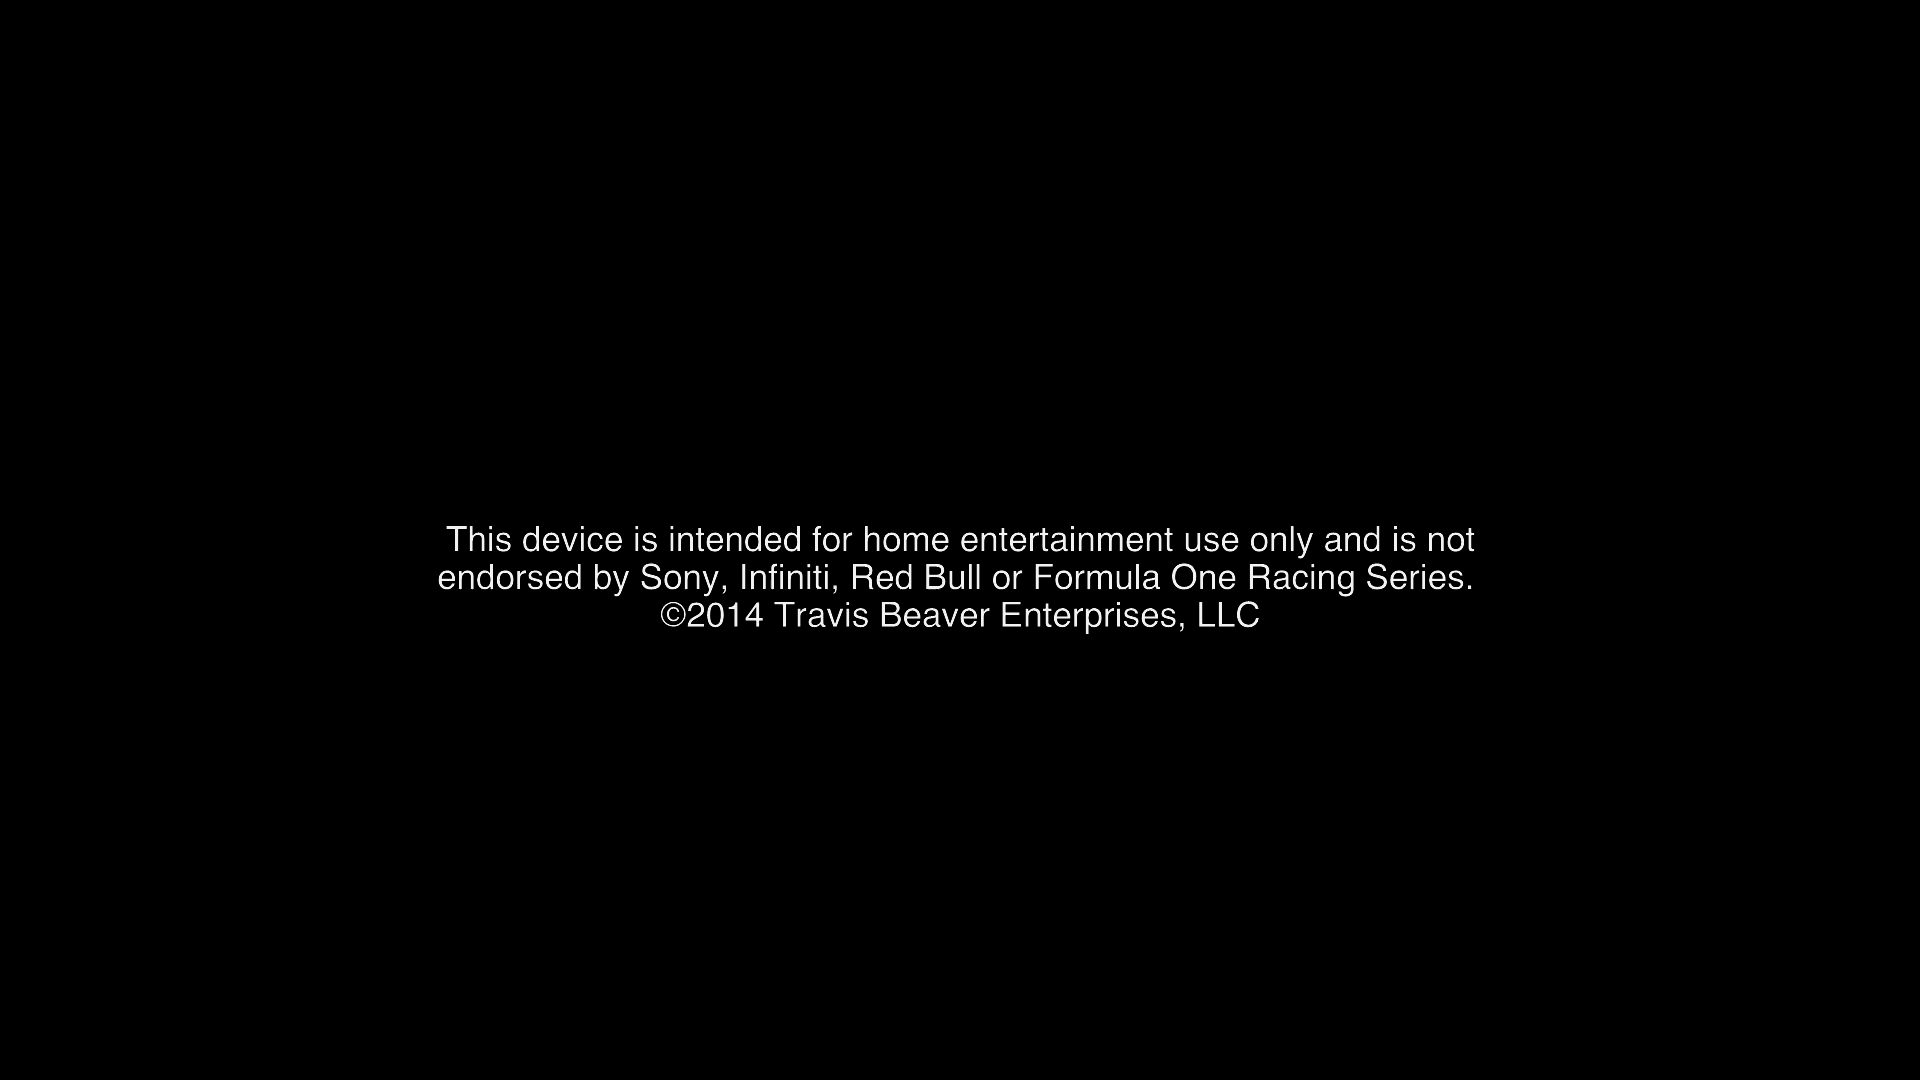 This device is intended for home entertainment use only and is not
endorsed by Sony, Infiniti, Red Bull or Formula One Racing Series.
©2014 Travis Beaver Enterprises, LLC